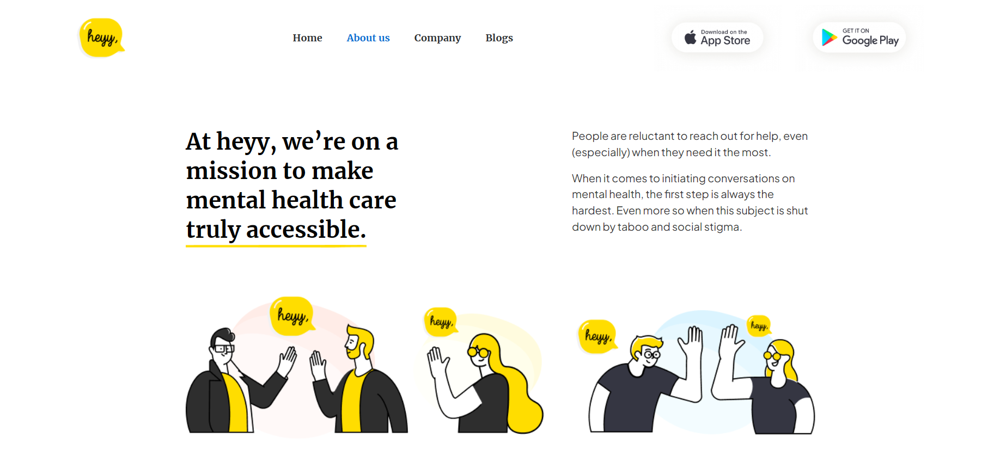 heyy,
Home
About us
Company
Blogs
Download on the
App Store
GET IT ON
Google Play
At heyy, we’re on a
mission to make
mental health care
truly accessible.
People are reluctant to reach out for help, even
(especially) when they need it the most.
When it comes to initiating conversations on
mental health, the first step is always the
hardest. Even more so when this subject is shut
down by taboo and social stigma.
heyy,
heyy,
heyy,
heyy,